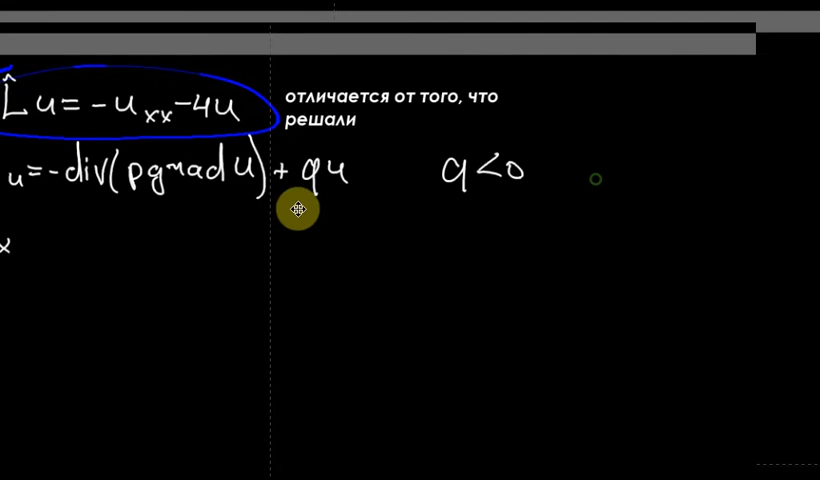 L̂ u = - u_xx - 4u
отличается от того, что
решали
u = - div(p grad u) + qu q < 0
x